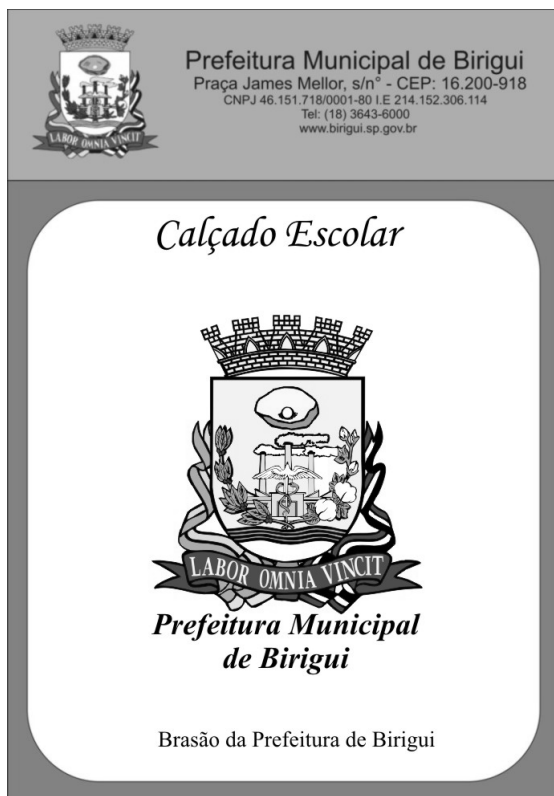 Prefeitura Municipal de Birigui
Praça James Mellor, s/n° - CEP: 16.200-918
CNPJ 46.151.718/0001-80 I.E 214.152.306.114
Tel: (18) 3643-6000
www.birigui.sp.gov.br
LABOR OMNIA VINCIT
Calçado Escolar
LABOR OMNIA VINCIT
Prefeitura Municipal
de Birigui
Brasão da Prefeitura de Birigui